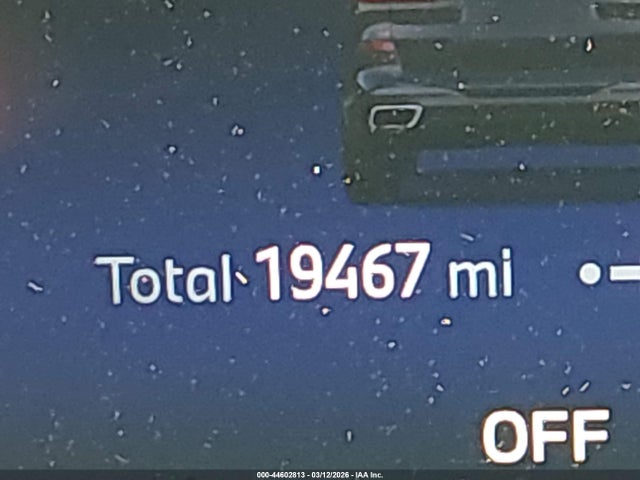 Total 19467 mi
OFF
000-44602813 - 03/12/2026 - IAA Inc.